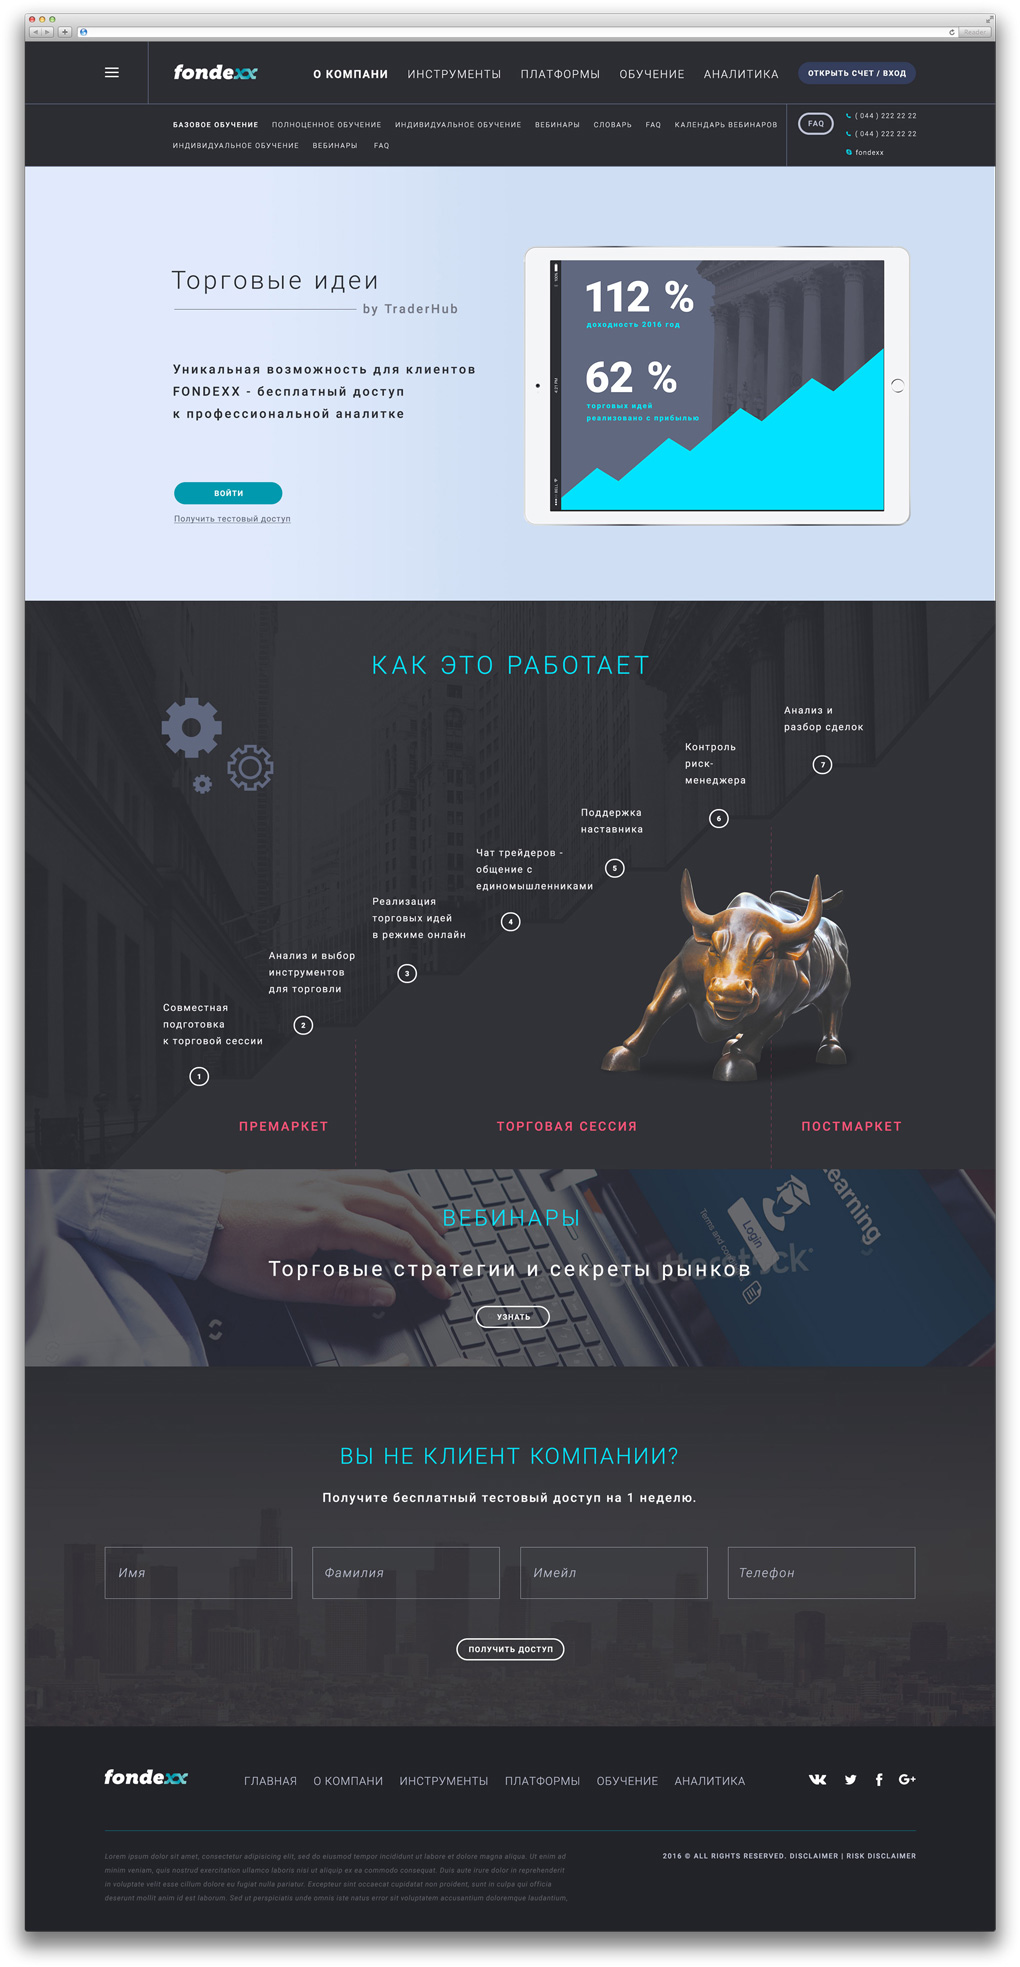 Reader
fondexx
О КОМПАНИ ИНСТРУМЕНТЫ ПЛАТФОРМЫ ОБУЧЕНИЕ АНАЛИТИКА
ОТКРЫТЬ СЧЕТ / ВХОД
БАЗОВОЕ ОБУЧЕНИЕ ПОЛНОЦЕННОЕ ОБУЧЕНИЕ ИНДИВИДУАЛЬНОЕ ОБУЧЕНИЕ ВЕБИНАРЫ СЛОВАРЬ FAQ КАЛЕНДАРЬ ВЕБИНАРОВ
ИНДИВИДУАЛЬНОЕ ОБУЧЕНИЕ ВЕБИНАРЫ FAQ
FAQ
( 044 ) 222 22 22
( 044 ) 222 22 22
fondexx
Торговые идеи
by TraderHub
Уникальная возможность для клиентов
FONDEXX - бесплатный доступ
к профессиональной аналитке
ВОЙТИ
Получить тестовый доступ
112 %
доходность 2016 год
62 %
торговых идей
реализовано с прибылью
4:21 PM
BELL
КАК ЭТО РАБОТАЕТ
Анализ и
разбор сделок
7
Контроль
риск-
менеджера
6
Поддержка
наставника
5
Чат трейдеров -
общение с
единомышленниками
4
Реализация
торговых идей
в режиме онлайн
3
Анализ и выбор
инструментов
для торговли
2
Совместная
подготовка
к торговой сессии
1
ПРЕМАРКЕТ
ТОРГОВАЯ СЕССИЯ
ПОСТМАРКЕТ
ВЕБИНАРЫ
Торговые стратегии и секреты рынков
УЗНАТЬ
earning
Login
Terms and co
ВЫ НЕ КЛИЕНТ КОМПАНИИ?
Получите бесплатный тестовый доступ на 1 неделю.
Имя
Фамилия
Имейл
Телефон
ПОЛУЧИТЬ ДОСТУП
fondexx
ГЛАВНАЯ О КОМПАНИ ИНСТРУМЕНТЫ ПЛАТФОРМЫ ОБУЧЕНИЕ АНАЛИТИКА
G+
Lorem ipsum dolor sit amet, consectetur adipisicing elit, sed do eiusmod tempor incididunt ut labore et dolore magna aliqua. Ut enim ad
minim veniam, quis nostrud exercitation ullamco laboris nisi ut aliquip ex ea commodo consequat. Duis aute irure dolor in reprehenderit
in voluptate velit esse cillum dolore eu fugiat nulla pariatur. Excepteur sint occaecat cupidatat non proident, sunt in culpa qui officia
deserunt mollit anim id est laborum. Sed ut perspiciatis unde omnis iste natus error sit voluptatem accusantium doloremque laudantium,
2016 © ALL RIGHTS RESERVED. DISCLAIMER | RISK DISCLAIMER